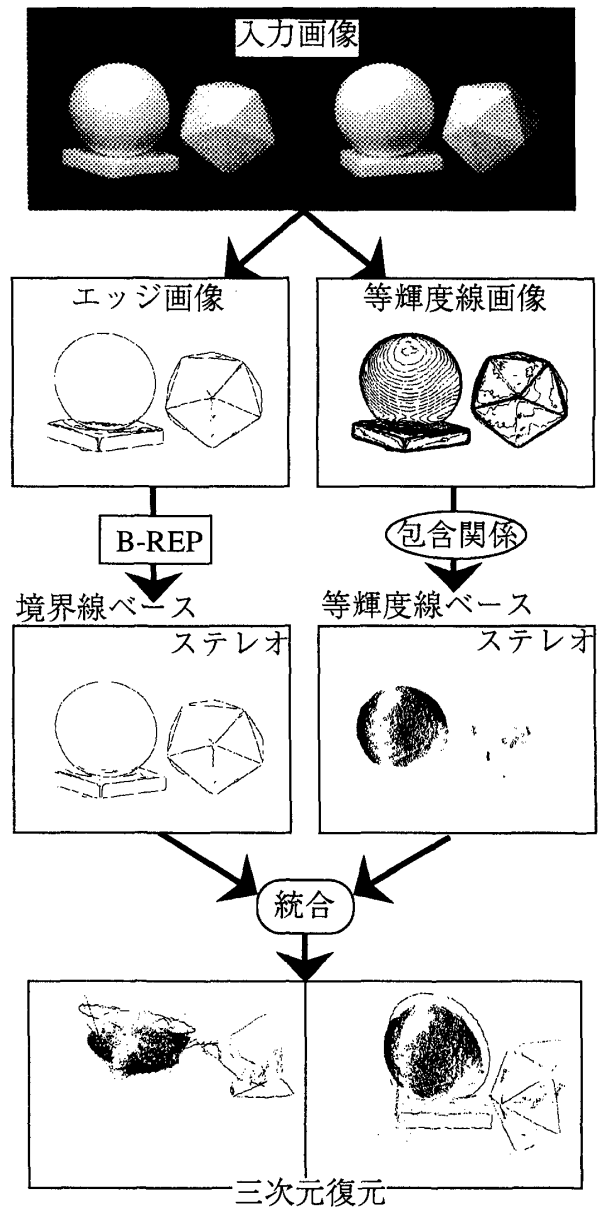 入力画像
エッジ画像
等輝度線画像
B-REP
包含関係
境界線ベース
ステレオ
等輝度線ベース
ステレオ
統合
三次元復元